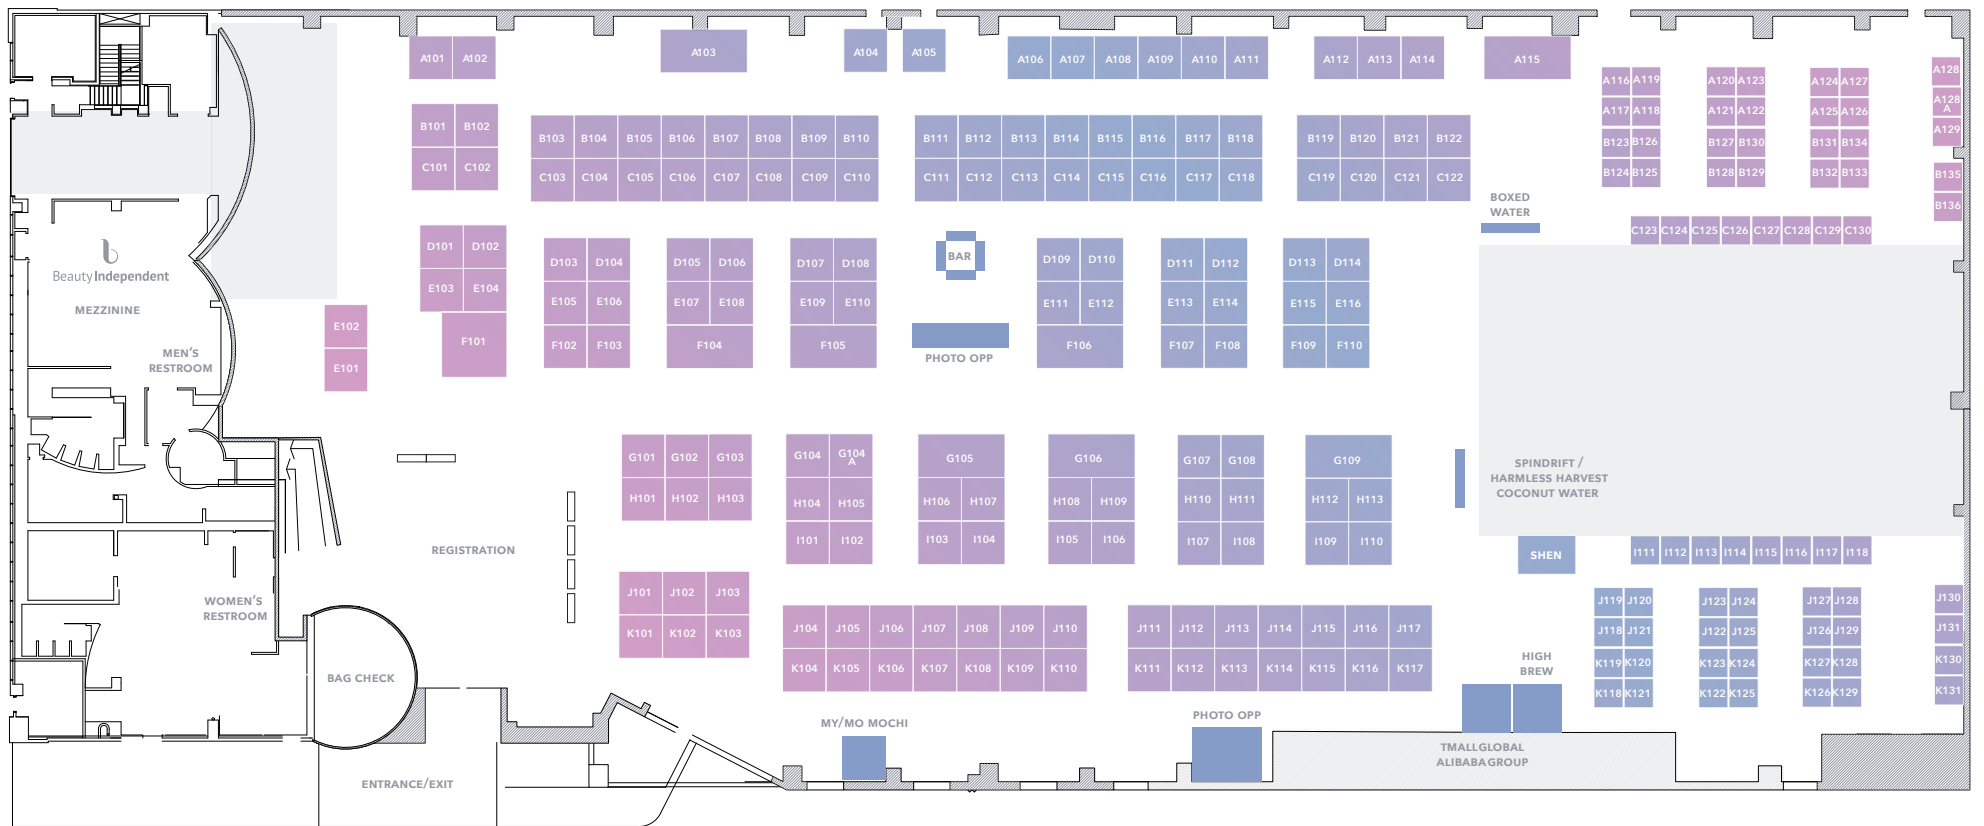 A101 A102 A103 A104 A105 A106 A107 A108 A109 A110 A111 A112 A113 A114 A115
A116 A119 A120 A123 A124 A127 A128
A117 A118 A121 A122 A125 A126 A128
A
A129
B101 B102 B103 B104 B105 B106 B107 B108 B109 B110 B111 B112 B113 B114 B115 B116 B117 B118 B119 B120 B121 B122
B123 B126 B127 B130 B131 B134
C101 C102 C103 C104 C105 C106 C107 C108 C109 C110 C111 C112 C113 C114 C115 C116 C117 C118 C119 C120 C121 C122
B124 B125 B128 B129 B132 B133 B135
B136
BOXED
WATER
C123 C124 C125 C126 C127 C128 C129 C130
D101 D102 D103 D104 D105 D106 D107 D108
BAR
D109 D110 D111 D112 D113 D114
b
BeautyIndependent
MEZZININE
E103 E104 E105 E106 E107 E108 E109 E110 E111 E112 E113 E114 E115 E116
E102
E101
F101 F102 F103 F104 F105 F106 F107 F108 F109 F110
PHOTO OPP
MEN'S
RESTROOM
G101 G102 G103 G104 G104
A
G105 G106 G107 G108 G109
H101 H102 H103 H104 H105 H106 H107 H108 H109 H110 H111 H112 H113
SPINDRIFT /
HARMLESS HARVEST
COCONUT WATER
I101 I102 I103 I104 I105 I106 I107 I108 I109 I110
SHEN
I111 I112 I113 I114 I115 I116 I117 I118
REGISTRATION
WOMEN'S
RESTROOM
J101 J102 J103
K101 K102 K103
J104 J105 J106 J107 J108 J109 J110 J111 J112 J113 J114 J115 J116 J117
K104 K105 K106 K107 K108 K109 K110 K111 K112 K113 K114 K115 K116 K117
J119 J120 J123 J124 J127 J128 J130
J118 J121 J122 J125 J126 J129 J131
K119 K120 K123 K124 K127 K128 K130
K118 K121 K122 K125 K126 K129 K131
HIGH
BREW
BAG CHECK
MY/MO MOCHI
PHOTO OPP
TMALLGLOBAL
ALIBABAGROUP
ENTRANCE/EXIT